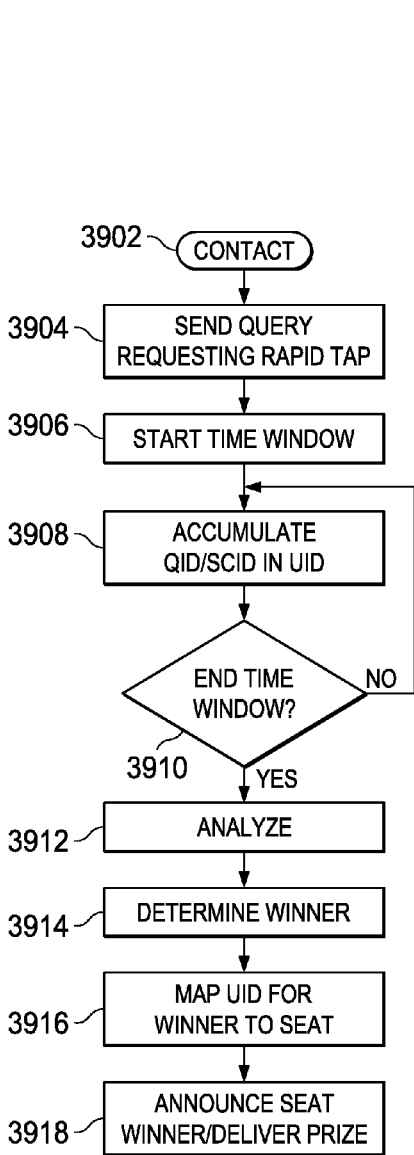 3902
CONTACT
3904
SEND QUERY
REQUESTING RAPID TAP
3906
START TIME WINDOW
3908
ACCUMULATE
QID/SCID IN UID
END TIME
WINDOW?
NO
3910
YES
3912
ANALYZE
3914
DETERMINE WINNER
3916
MAP UID FOR
WINNER TO SEAT
3918
ANNOUNCE SEAT
WINNER/DELIVER PRIZE